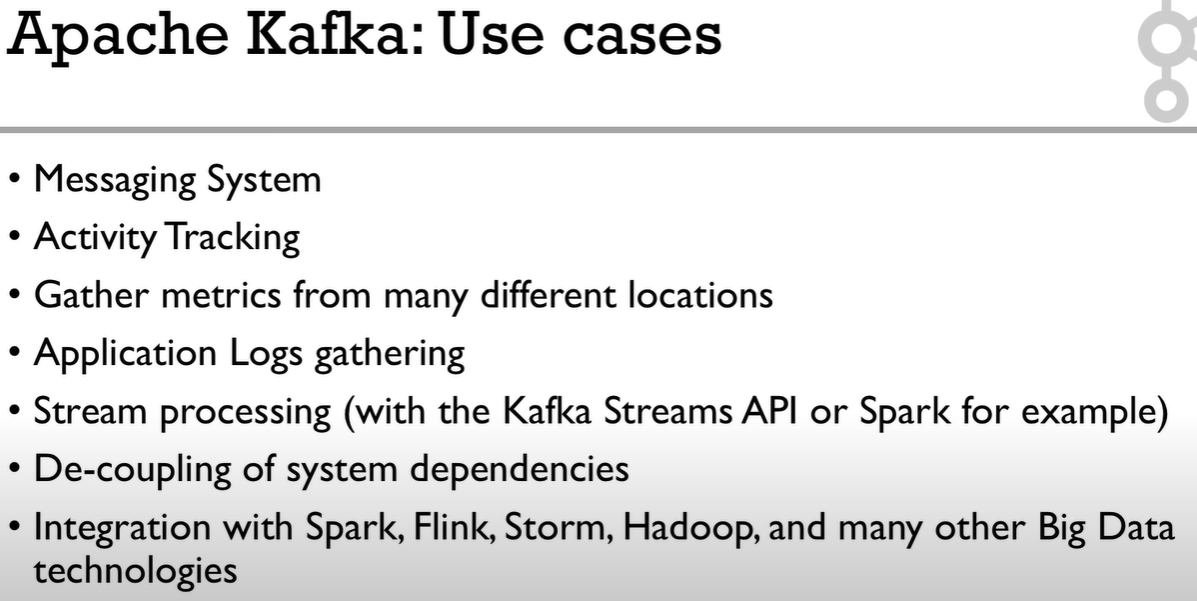 Apache Kafka: Use cases
• Messaging System
• Activity Tracking
• Gather metrics from many different locations
• Application Logs gathering
• Stream processing (with the Kafka Streams API or Spark for example)
• De-coupling of system dependencies
• Integration with Spark, Flink, Storm, Hadoop, and many other Big Data
technologies